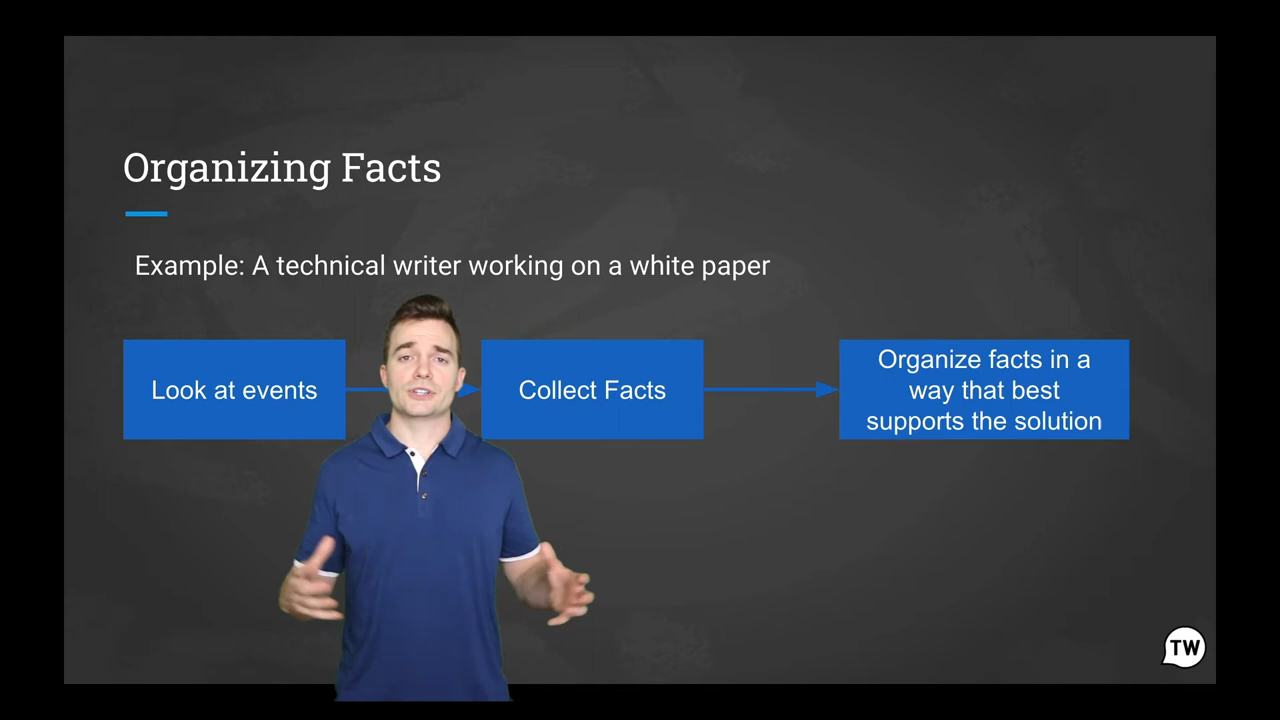 Organizing Facts
Example: A technical writer working on a white paper
Look at events
Collect Facts
Organize facts in a
way that best
supports the solution
TW